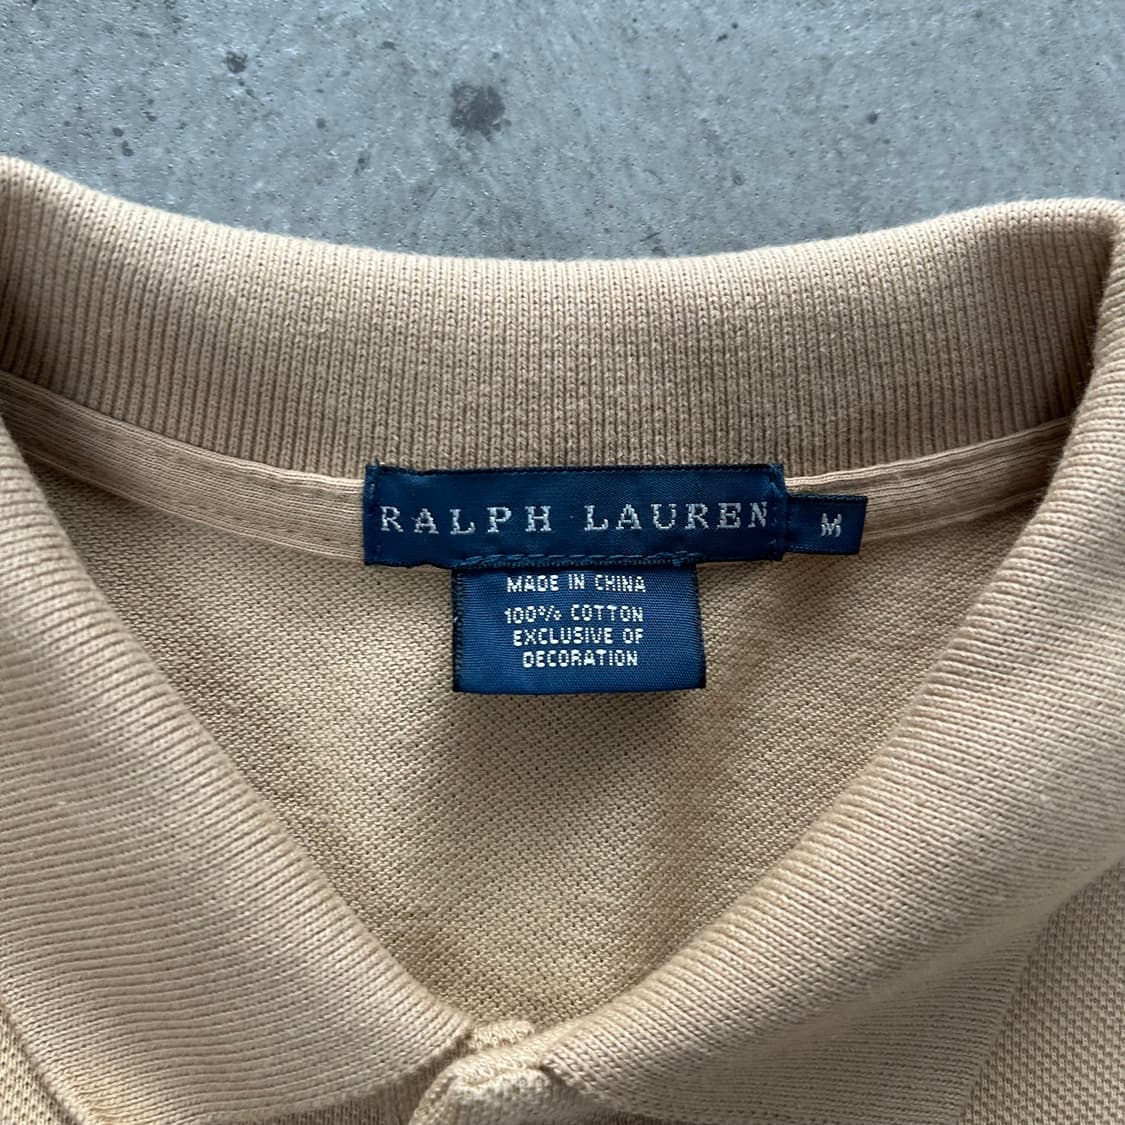 RALPH LAUREN
M
MADE IN CHINA
100% COTTON
EXCLUSIVE OF
DECORATION